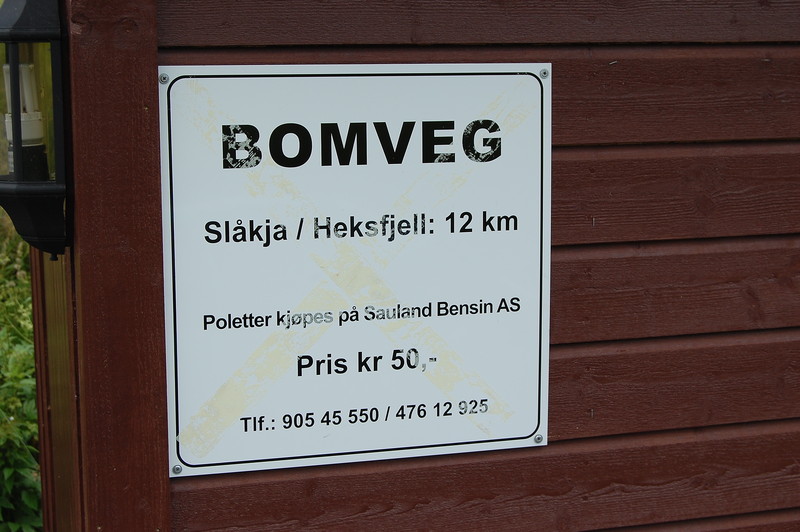 BOMVEG
Slåkja / Heksfjell: 12 km
Poletter kjøpes på Sauland Bensin AS
Pris kr 50,-
Tlf.: 905 45 550 / 476 12 925